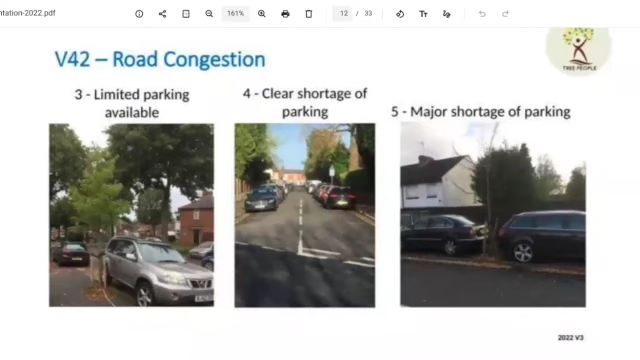 ntation-2022.pdf
161%
12 / 33
V42 – Road Congestion
TREE PEOPLE
3 - Limited parking
available
4 - Clear shortage of
parking
5 - Major shortage of parking
2022 V3